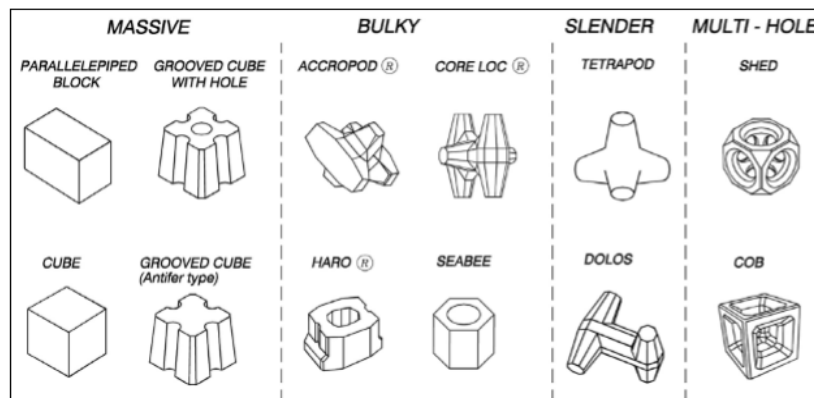 MASSIVE BULKY SLENDER MULTI - HOLE
PARALLELEPIPED BLOCK
GROOVED CUBE WITH HOLE
ACCROPOD ®
CORE LOC ®
TETRAPOD
SHED
CUBE
GROOVED CUBE
(Antifer type)
HARO ®
SEABEE
DOLOS
COB